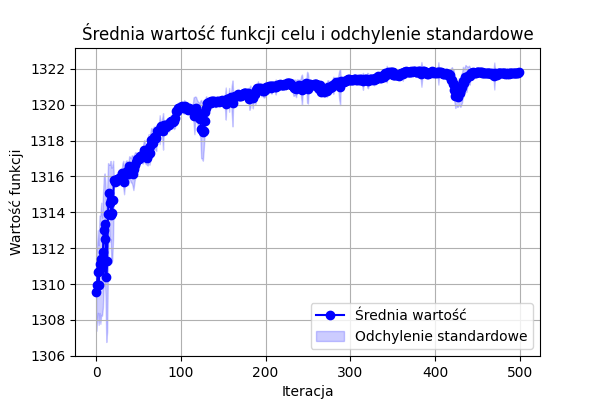 Średnia wartość funkcji celu i odchylenie standardowe
1322
1320
1318
1316
1314
1312
1310
1308
1306
Wartość funkcji
0 100 200 300 400 500
Iteracja
Średnia wartość
Odchylenie standardowe